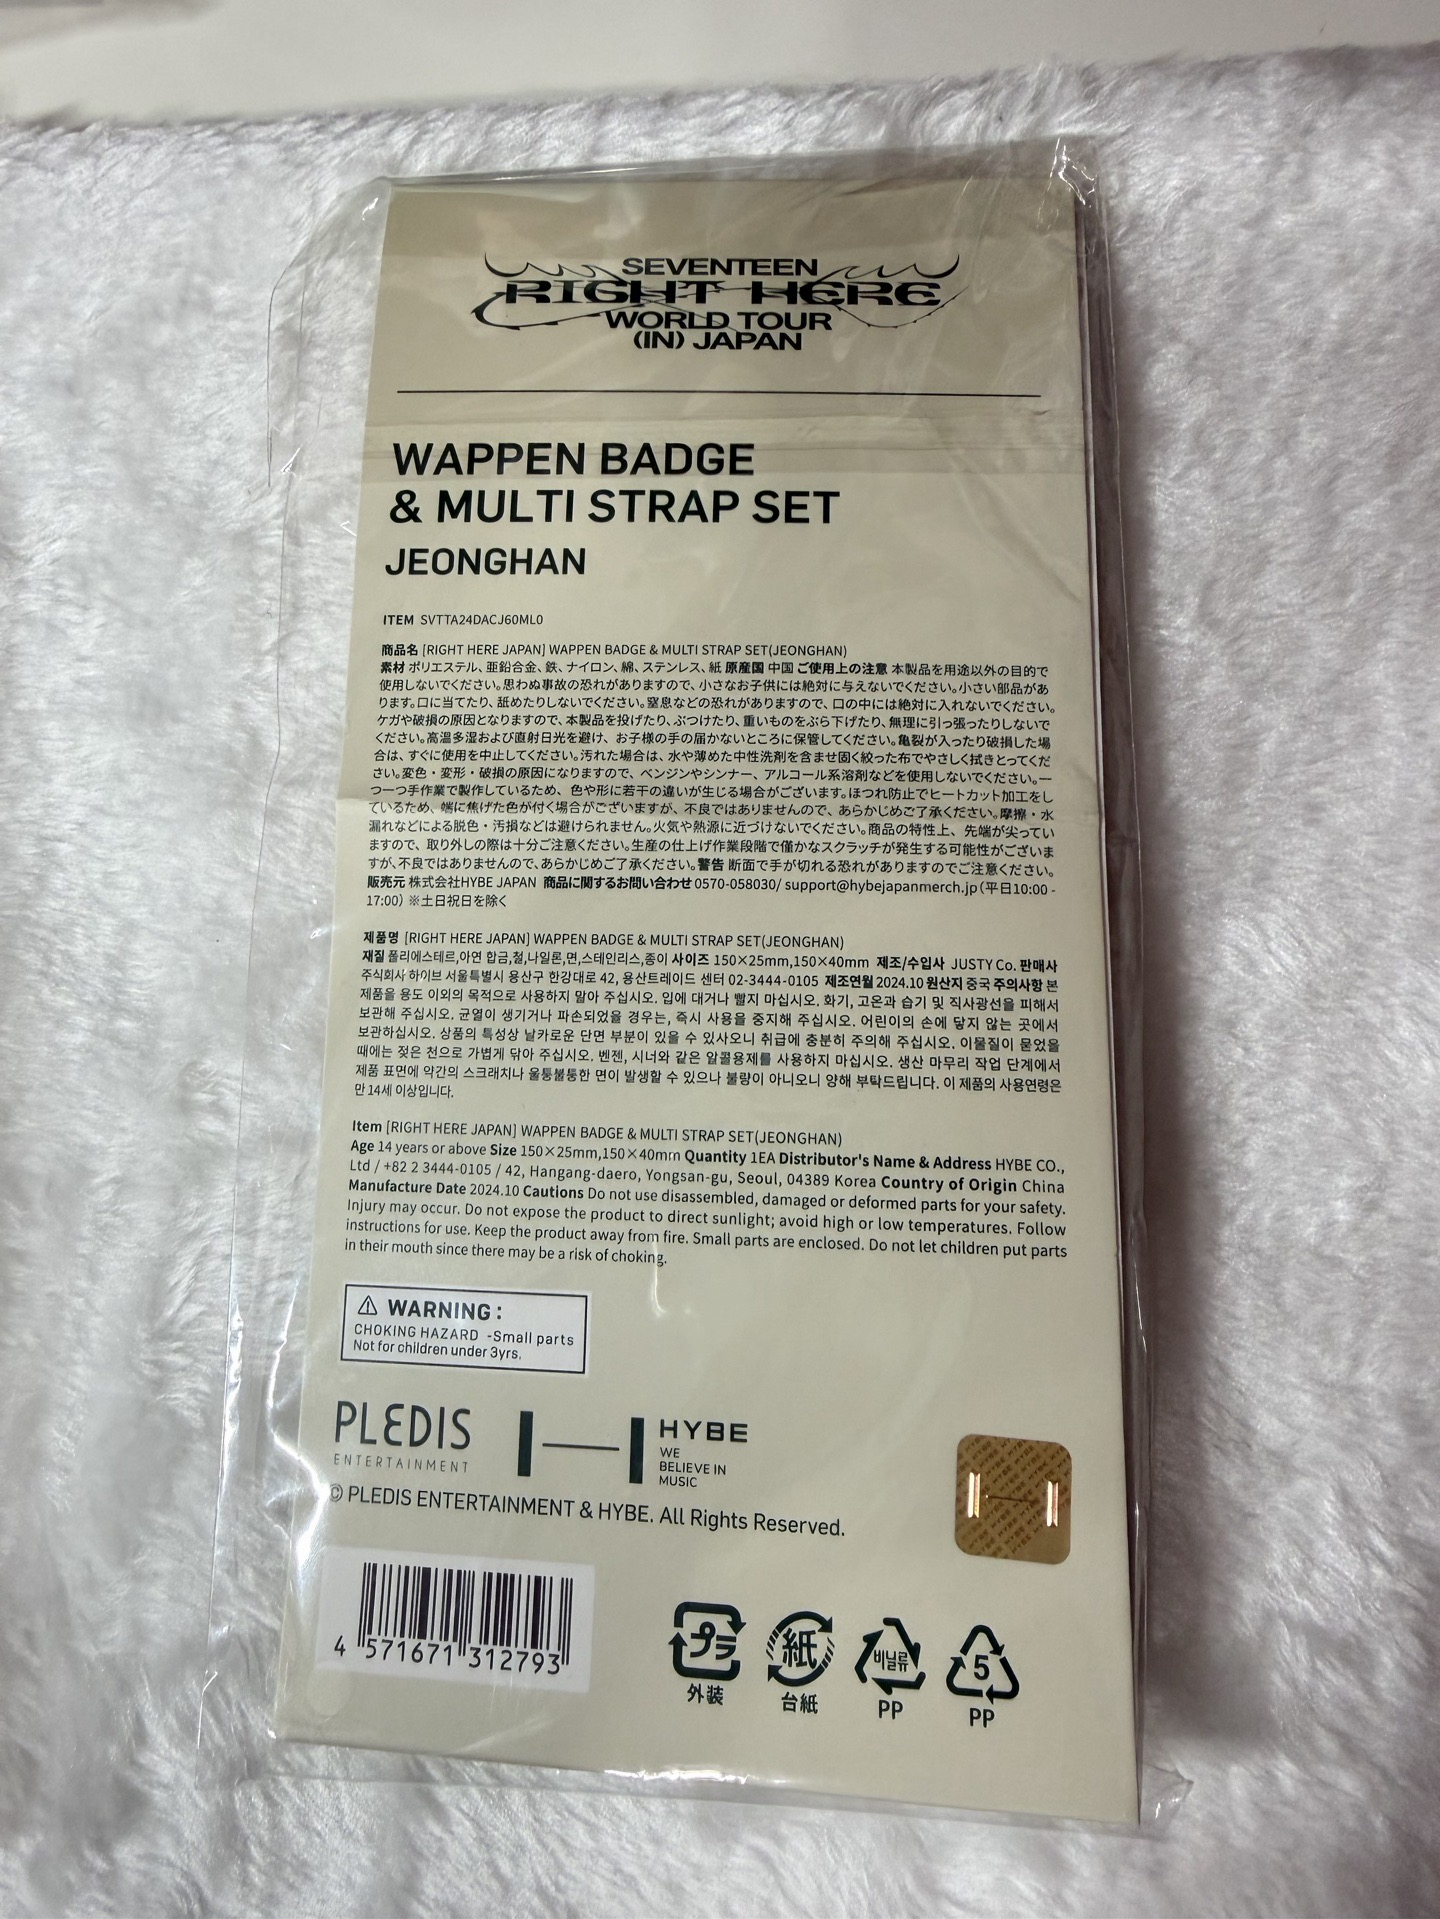 SEVENTEEN
RIGHT HERE
WORLD TOUR
(IN) JAPAN
WAPPEN BADGE
& MULTI STRAP SET
JEONGHAN
ITEM SVTTA24DACJ60ML0
商品名 [RIGHT HERE JAPAN] WAPPEN BADGE & MULTI STRAP SET(JEONGHAN)
素材 ポリエステル、亜鉛合金、鉄、ナイロン、綿、ステンレス、紙 原産国 中国 ご使用上の注意 本製品を用途以外の目的で
使用しないでください。思わぬ事故の恐れがありますので、小さなお子供には絶対に与えないでください。小さい部品があ
ります。口に当てたり、舐めたりしないでください。窒息などの恐れがありますので、口の中には絶対に入れないでください。
ケガや破損の原因となりますので、本製品を投げたり、ぶつけたり、重いものをぶら下げたり、無理に引っ張ったりしないで
ください。高温多湿および直射日光を避け、お子様の手の届かないところに保管してください。亀裂が入ったり破損した場
合は、すぐに使用を中止してください。汚れた場合は、水や薄めた中性洗剤を含ませ固く絞った布でやさしく拭きとってくだ
さい。変色・変形・破損の原因になりますので、ベンジンやシンナー、アルコール系溶剤などを使用しないでください。一
つ一つ手作業で製作しているため、色や形に若干の違いが生じる場合がございます。ほつれ防止でヒートカット加工をし
ているため、端に焦げた色が付く場合がございますが、不良ではありませんので、あらかじめご了承ください。摩擦・水
漏れなどによる脱色・汚損などは避けられません。火気や熱源に近づけないでください。商品の特性上、先端が尖ってい
ますので、取り外しの際は十分ご注意ください。生産の仕上げ作業段階で僅かなスクラッチが発生する可能性がございま
すが、不良ではありませんので、あらかじめご了承ください。警告 断面で手が切れる恐れがありますのでご注意ください。
販売元 株式会社HYBE JAPAN 商品に関するお問い合わせ 0570-058030/ support@hybejapanmerch.jp (平日10:00 -
17:00) ※土日祝日を除く
제품명 [RIGHT HERE JAPAN] WAPPEN BADGE & MULTI STRAP SET(JEONGHAN)
재질 폴리에스테르,아연 합금,철,나일론,면,스테인리스,종이 사이즈 150×25mm,150×40mm 제조/수입사 JUSTY Co. 판매사
주식회사 하이브 서울특별시 용산구 한강대로 42, 용산트레이드 센터 02-3444-0105 제조연월 2024.10 원산지 중국 주의사항 본
제품을 용도 이외의 목적으로 사용하지 말아 주십시오. 입에 대거나 빨지 마십시오. 화기, 고온과 습기 및 직사광선을 피해서
보관해 주십시오. 균열이 생기거나 파손되었을 경우는, 즉시 사용을 중지해 주십시오. 어린이의 손에 닿지 않는 곳에서
보관하십시오. 상품의 특성상 날카로운 단면 부분이 있을 수 있사오니 취급에 충분히 주의해 주십시오. 이물질이 묻었을
때에는 젖은 천으로 가볍게 닦아 주십시오. 벤젠, 시너와 같은 알콜용제를 사용하지 마십시오. 생산 마무리 작업 단계에서
제품 표면에 약간의 스크래치나 울퉁불퉁한 면이 발생할 수 있으나 불량이 아니오니 양해 부탁드립니다. 이 제품의 사용연령은
만 14세 이상입니다.
Item [RIGHT HERE JAPAN] WAPPEN BADGE & MULTI STRAP SET(JEONGHAN)
Age 14 years or above Size 150×25mm,150×40mm Quantity 1EA Distributor's Name & Address HYBE CO.,
Ltd / +82 2 3444-0105 / 42, Hangang-daero, Yongsan-gu, Seoul, 04389 Korea Country of Origin China
Manufacture Date 2024.10 Cautions Do not use disassembled, damaged or deformed parts for your safety.
Injury may occur. Do not expose the product to direct sunlight; avoid high or low temperatures. Follow
instructions for use. Keep the product away from fire. Small parts are enclosed. Do not let children put parts
in their mouth since there may be a risk of choking.
⚠ WARNING :
CHOKING HAZARD -Small parts
Not for children under 3yrs.
PLEDIS
ENTERTAINMENT
HYBE
WE
BELIEVE IN
MUSIC
© PLEDIS ENTERTAINMENT & HYBE. All Rights Reserved.
4 571671 312793
プラ
外装
紙
台紙
비닐류
PP
5
PP